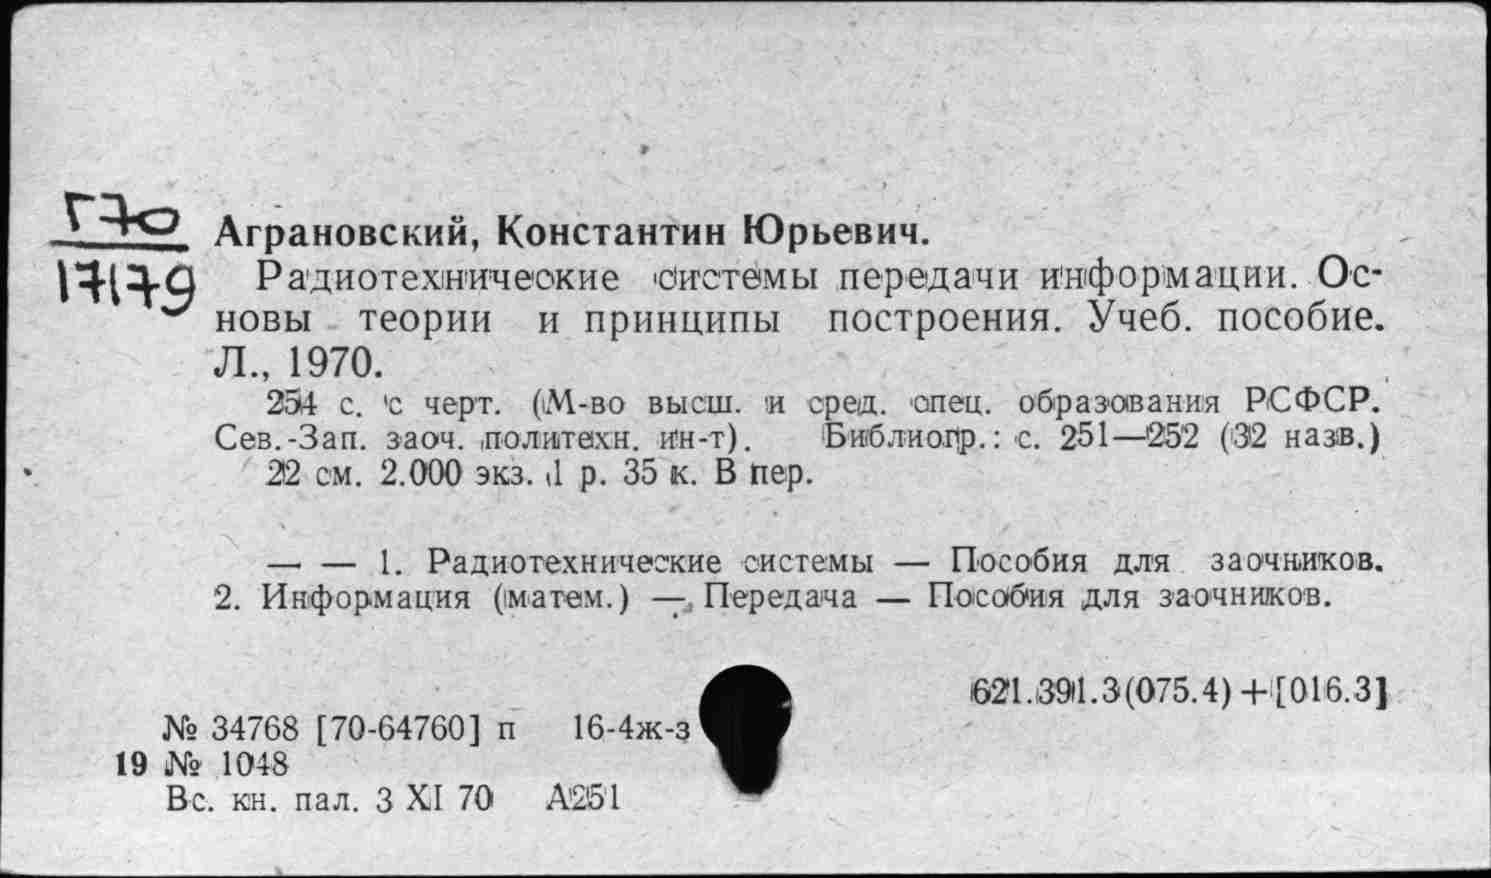 Г70
17179
Аграновский, Константин Юрьевич.
Радиотехнические системы передачи информации. Ос-
новы теории и принципы построения. Учеб. пособие.
Л., 1970.
254 с. с черт. (М-во высш. и сред. спец. образования РСФСР.
Сев.-Зап. заоч. политехн. ин-т). Библиогр.: с. 251—252 (32 назв.)
22 см. 2.000 экз. 1 р. 35 к. В пер.
— — 1. Радиотехнические системы — Пособия для заочников.
2. Информация (матем.) — Передача — Пособия для заочников.
621.391.3(075.4)+[016.3]
№ 34768 [70-64760] п 16-4ж-з
19 № 1048
Вс. кн. пал. 3 XI 70 А251